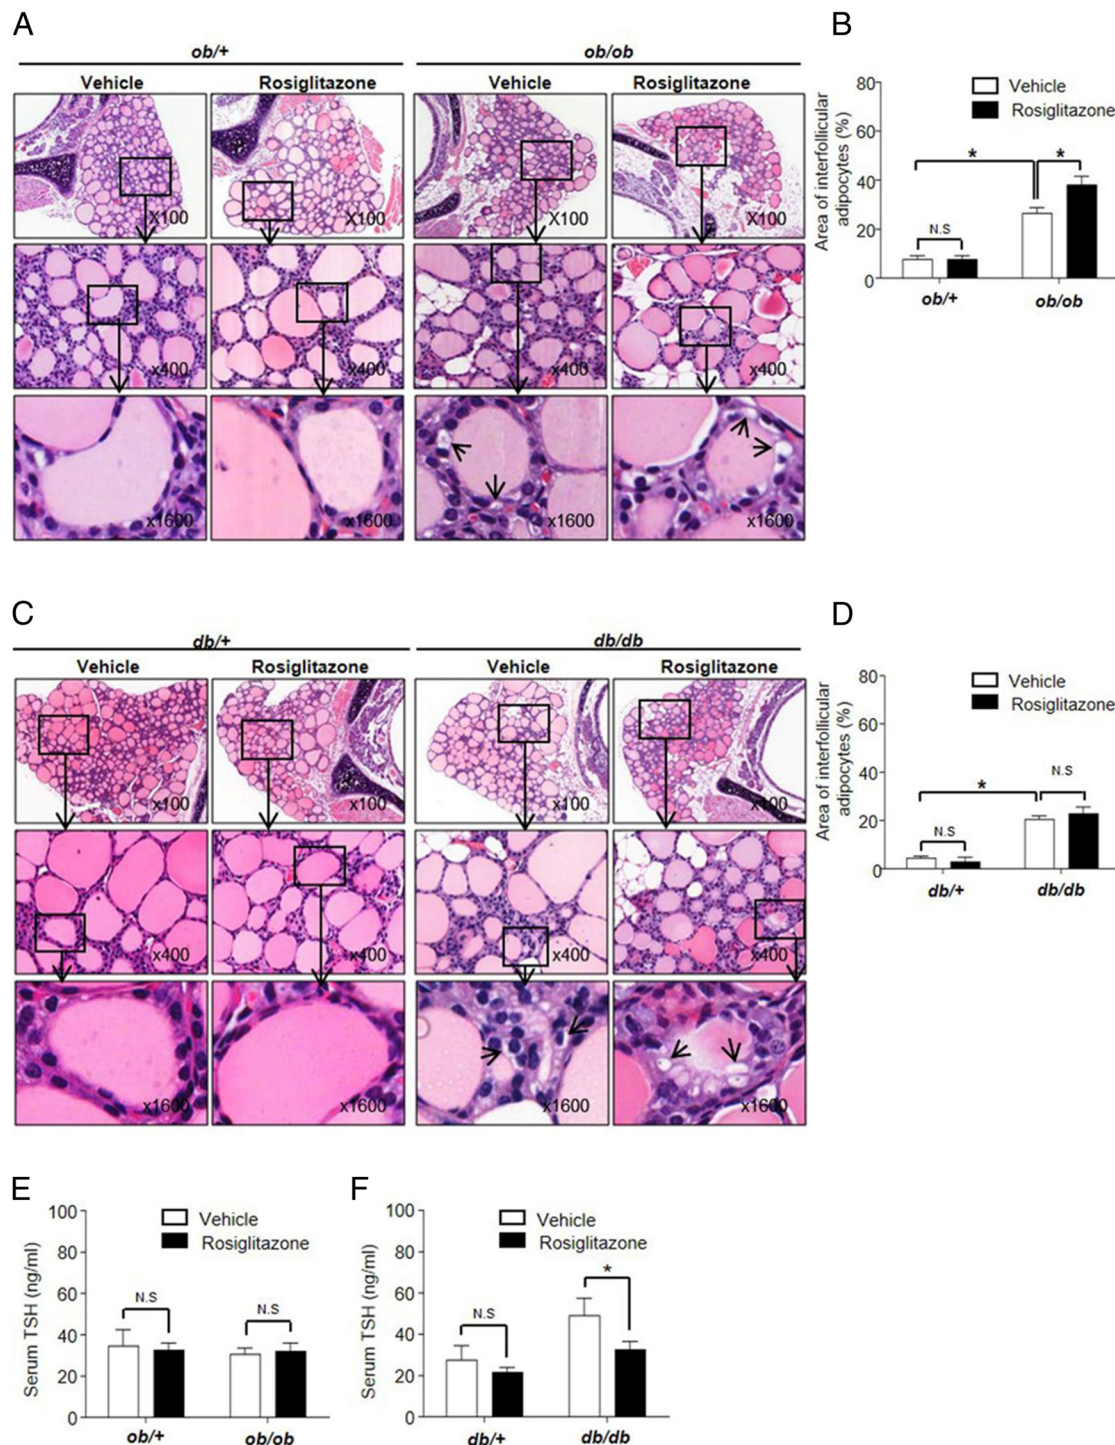 A
B
ob/+
ob/ob
Vehicle
Rosiglitazone
Vehicle
Rosiglitazone
X100
X100
X100
X100
x400
x400
x400
x400
x1600
x1600
x1600
x1600
Area of interfollicular
adipocytes (%)
80
60
40
20
0
Vehicle
Rosiglitazone
*
*
N.S
ob/+
ob/ob
C
D
db/+
db/db
Vehicle
Rosiglitazone
Vehicle
Rosiglitazone
x100
x100
x100
x100
x400
x400
x400
x400
x1600
x1600
x1600
x1600
Area of interfollicular
adipocytes (%)
80
60
40
20
0
Vehicle
Rosiglitazone
N.S
*
N.S
db/+
db/db
E
Serum TSH (ng/ml)
100
80
60
40
20
0
Vehicle
Rosiglitazone
N.S
N.S
ob/+
ob/ob
F
Serum TSH (ng/ml)
100
80
60
40
20
0
Vehicle
Rosiglitazone
*
N.S
db/+
db/db